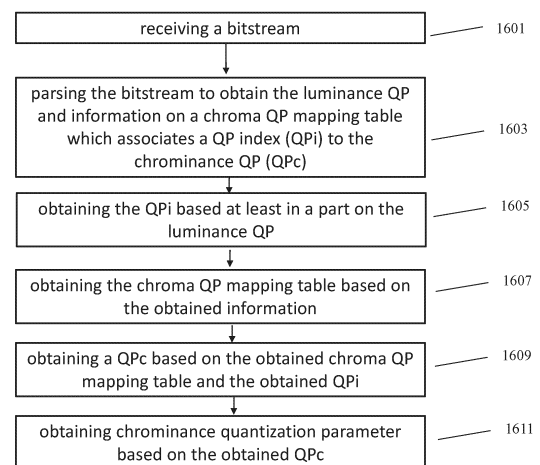 receiving a bitstream
1601
parsing the bitstream to obtain the luminance QP
and information on a chroma QP mapping table
which associates a QP index (QPi) to the
chrominance QP (QPc)
1603
obtaining the QPi based at least in a part on the
luminance QP
1605
obtaining the chroma QP mapping table based on
the obtained information
1607
obtaining a QPc based on the obtained chroma QP
mapping table and the obtained QPi
1609
obtaining chrominance quantization parameter
based on the obtained QPc
1611